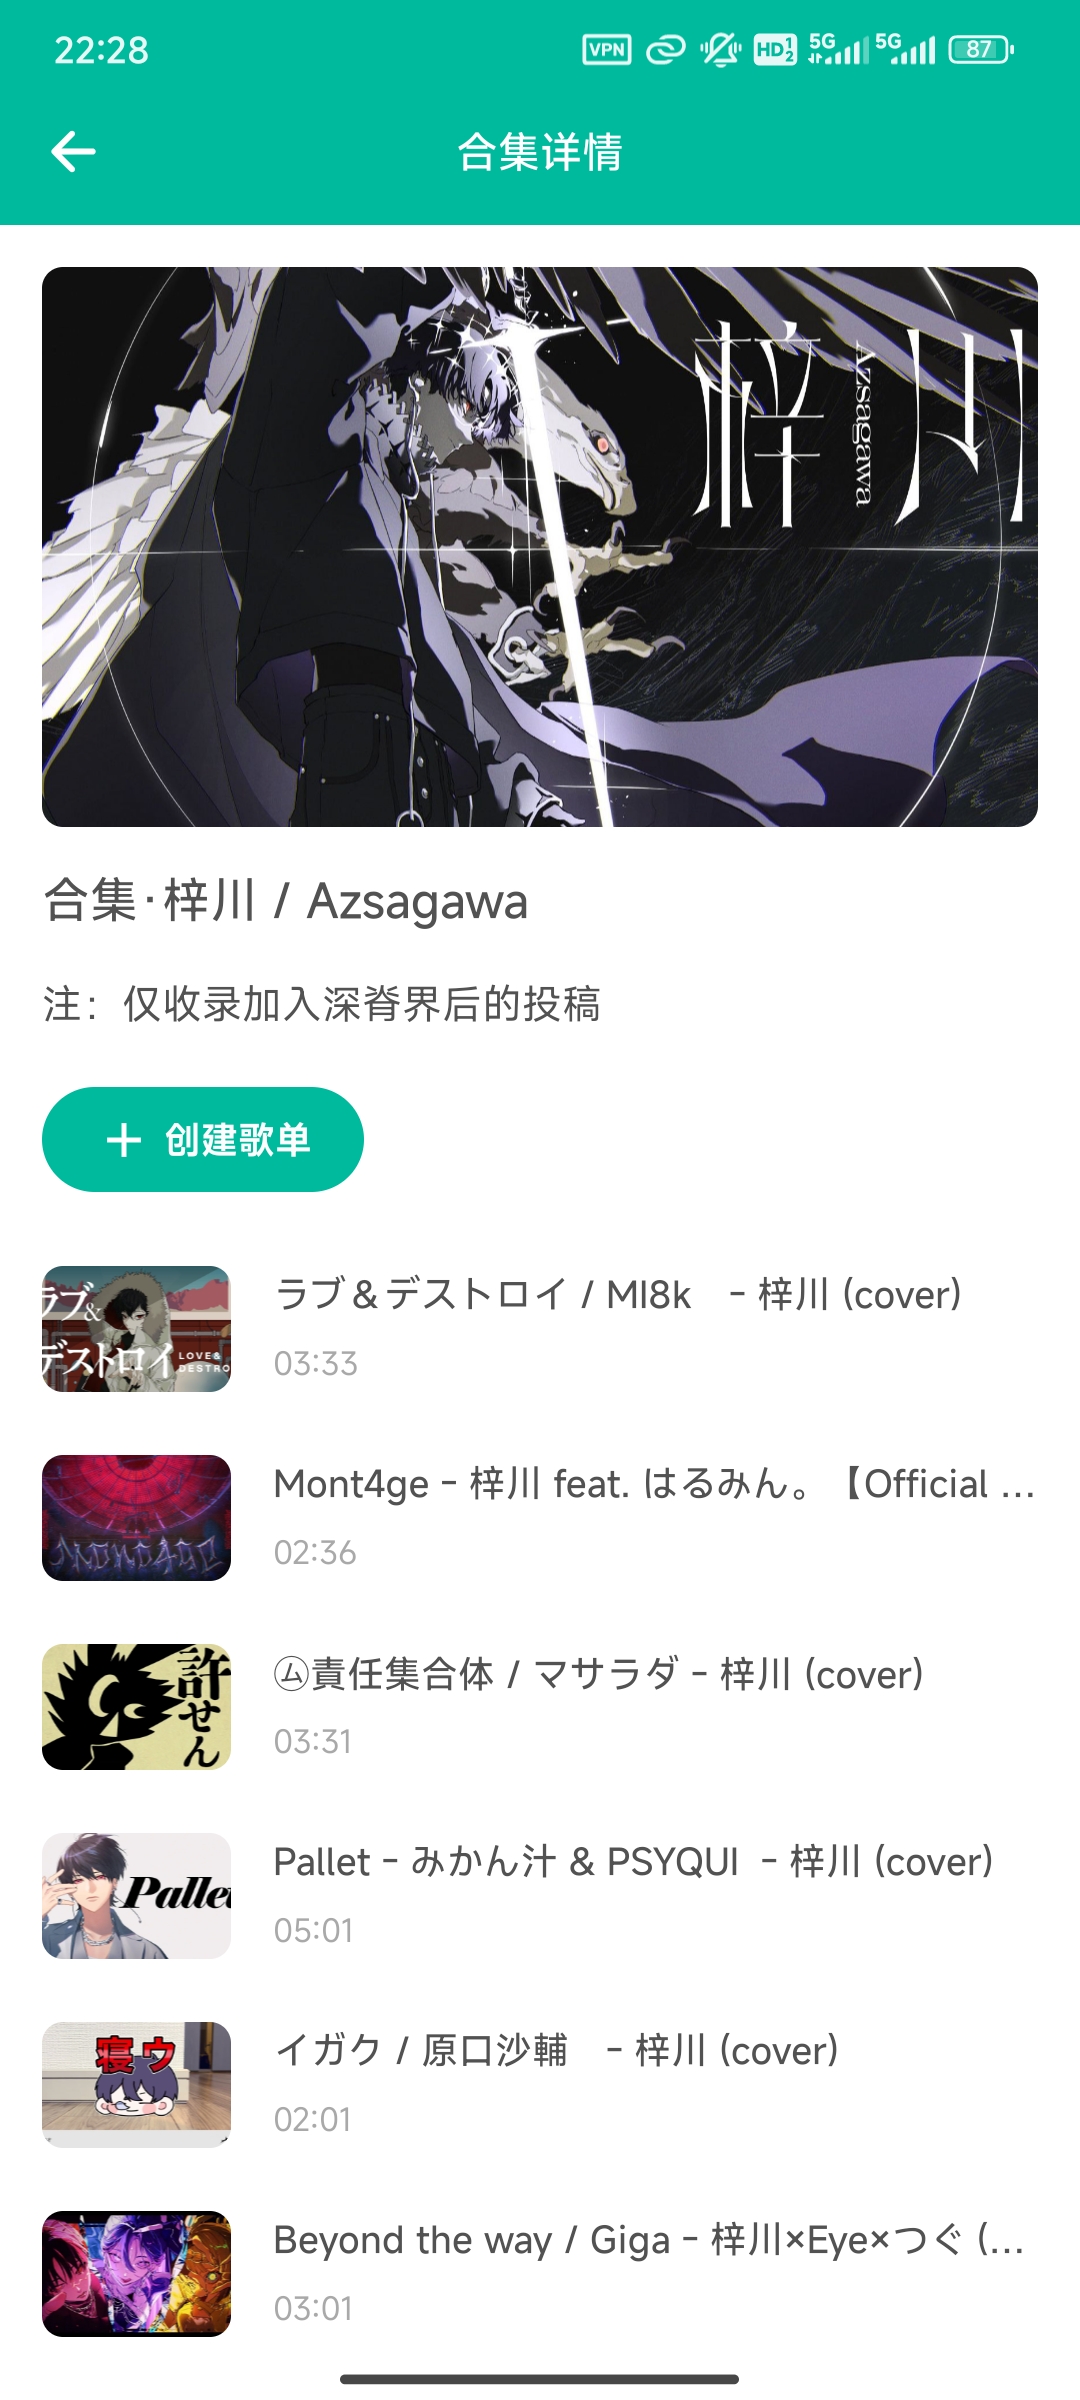 22:28
VPN
HD 1 2
5G
5G
87
合集详情
梓川
Azsagawa
合集·梓川 / Azsagawa
注：仅收录加入深脊界后的投稿
创建歌单
ラブ&
デストロイ
LOVE&
DESTRO
ラブ＆デストロイ / MI8k　- 梓川 (cover)
03:33
MONT4GE
Mont4ge - 梓川 feat. はるみん。【Official ...
02:36
許せん
㋰責任集合体 / マサラダ - 梓川 (cover)
03:31
Pallet
Pallet - みかん汁 & PSYQUI - 梓川 (cover)
05:01
寝ウ
イガク / 原口沙輔　- 梓川 (cover)
02:01
Beyond the way / Giga - 梓川×Eye×つぐ (...
03:01